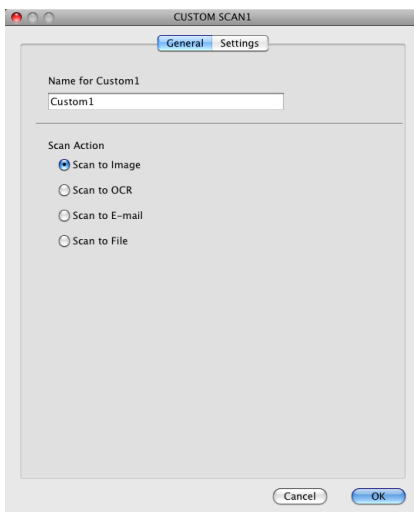 CUSTOM SCAN1
General Settings
Name for Custom1
Custom1
Scan Action
Scan to Image
Scan to OCR
Scan to E-mail
Scan to File
Cancel OK